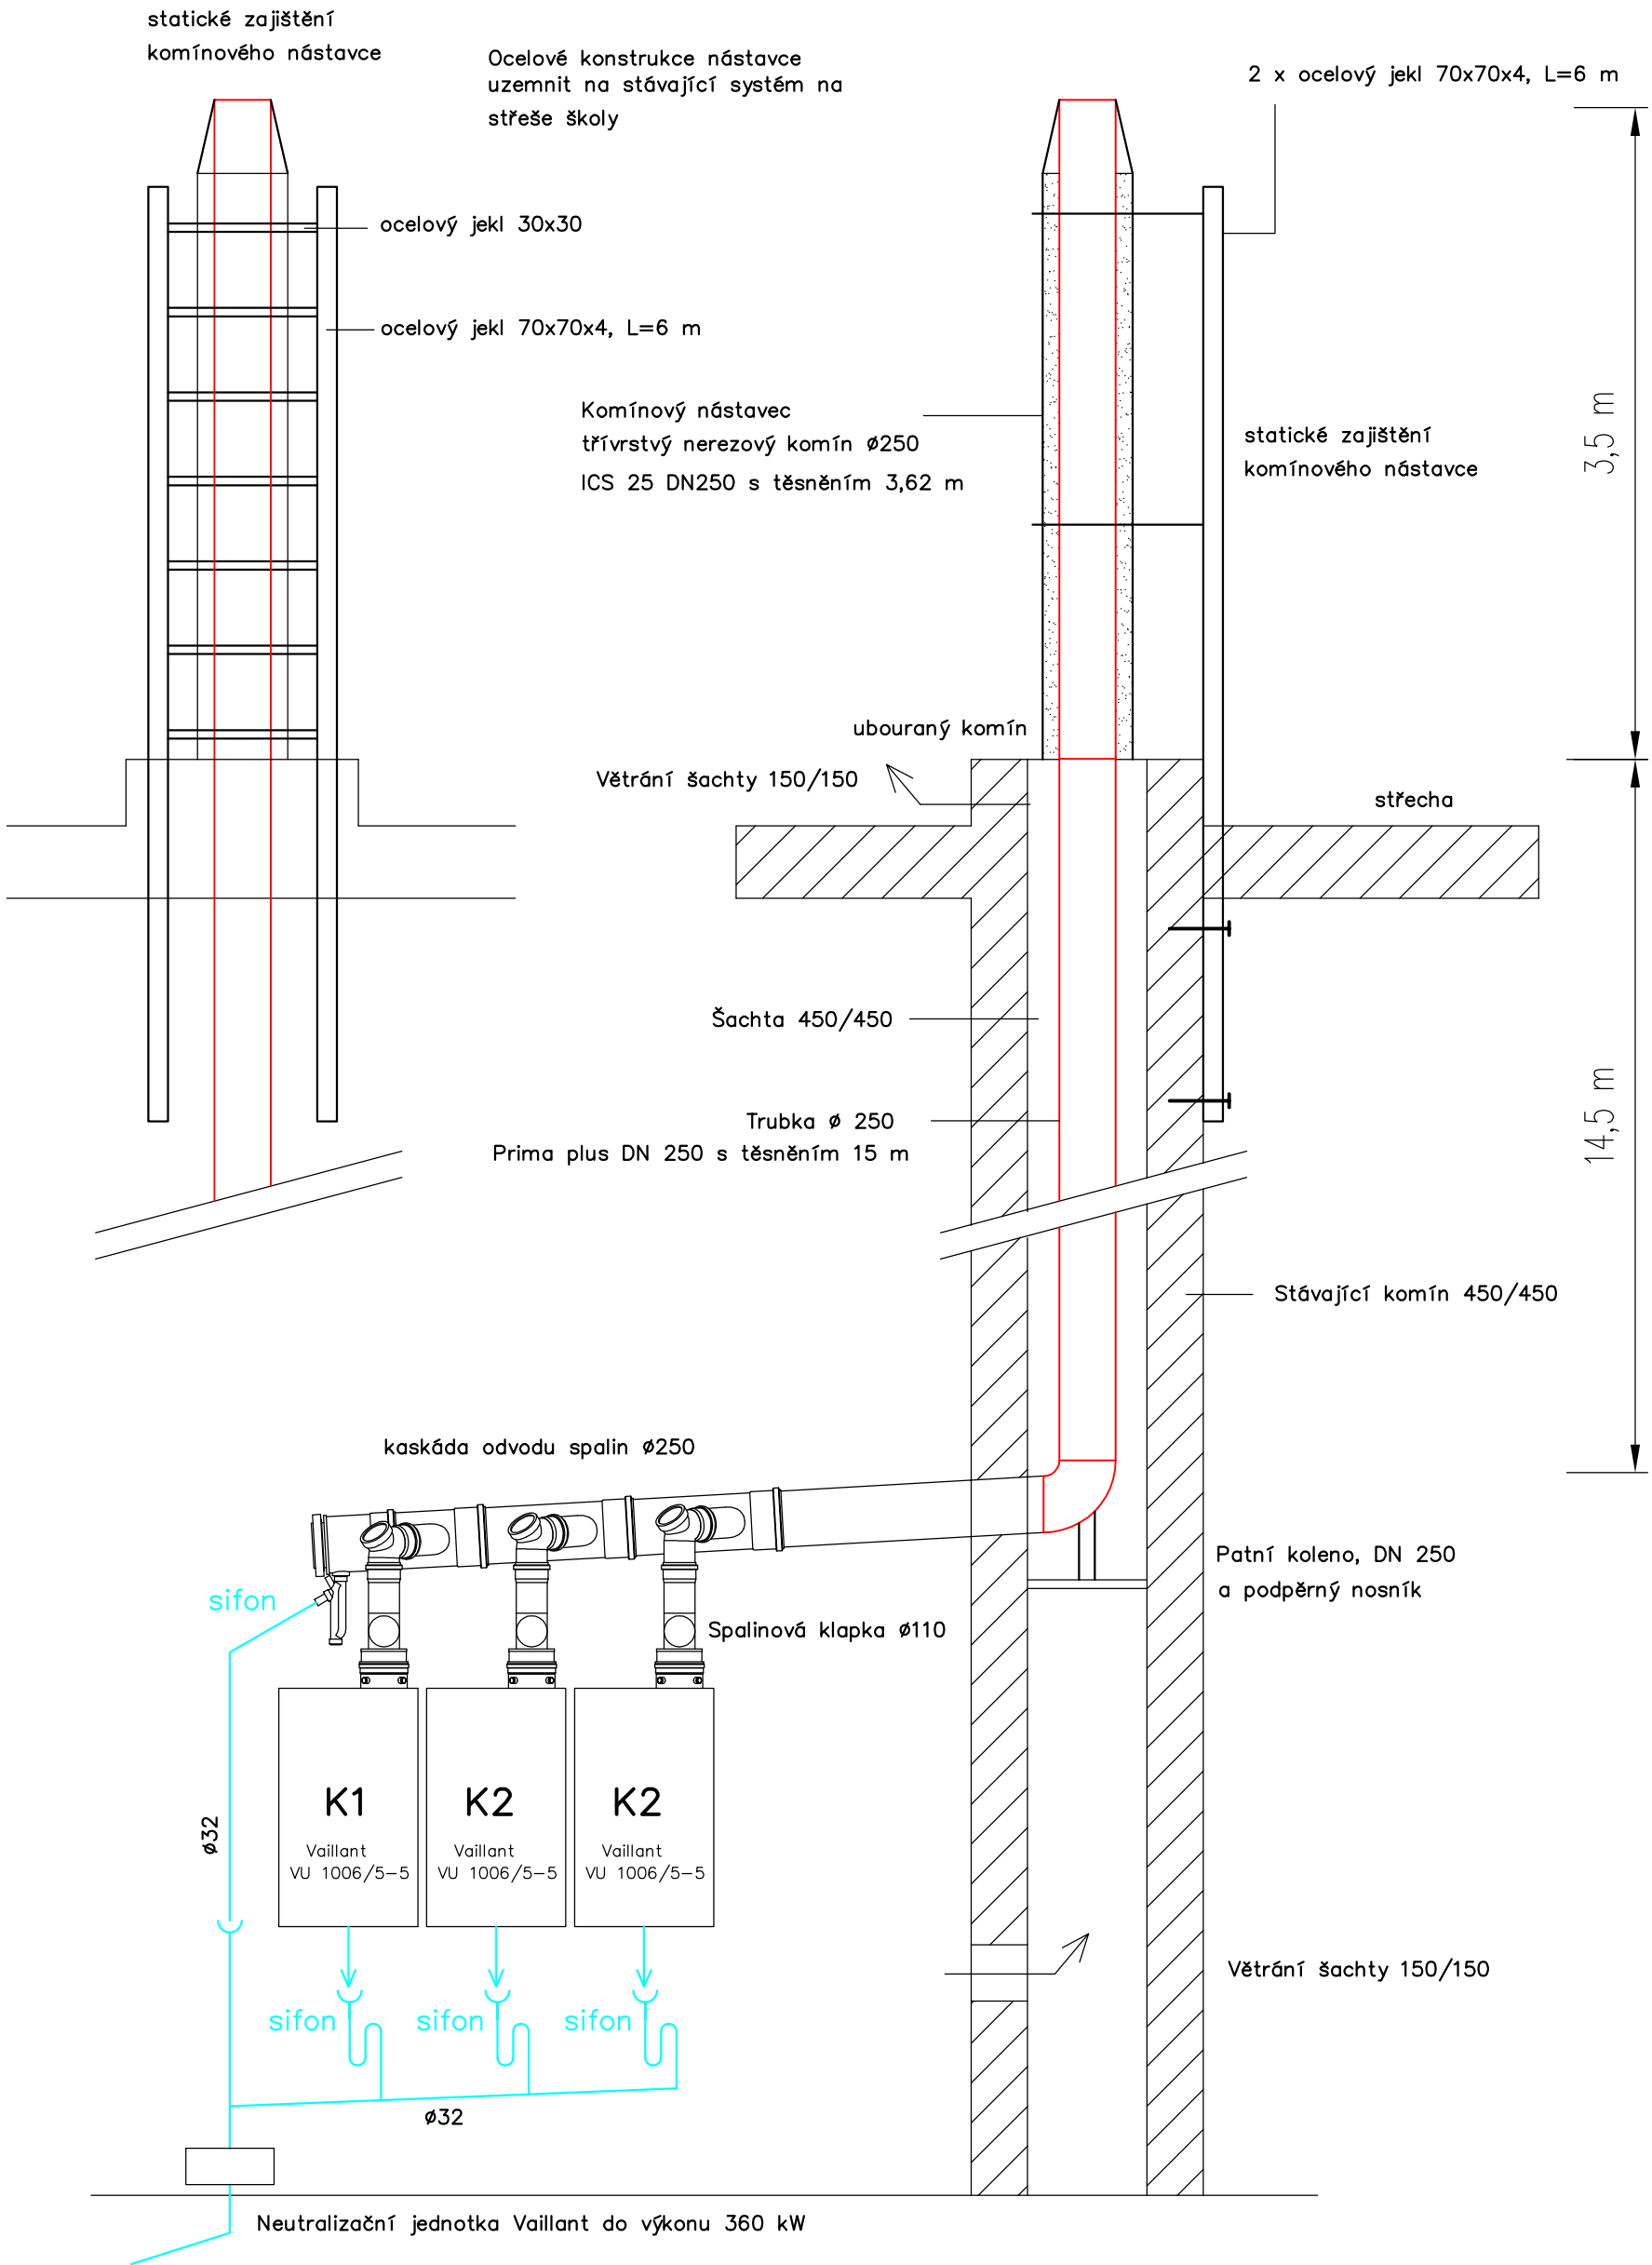 statické zajištění
komínového nástavce
Ocelové konstrukce nástavce
uzemnit na stávající systém na
střeše školy
2 x ocelový jekl 70x70x4, L=6 m
ocelový jekl 30x30
ocelový jekl 70x70x4, L=6 m
Komínový nástavec
třívrstvý nerezový komín ø250
ICS 25 DN250 s těsněním 3,62 m
statické zajištění
komínového nástavce
3,5 m
ubouraný komín
Větrání šachty 150/150
střecha
Šachta 450/450
Trubka ø 250
Prima plus DN 250 s těsněním 15 m
14,5 m
Stávající komín 450/450
kaskáda odvodu spalin ø250
Patní koleno, DN 250
a podpěrný nosník
sifon
Spalinová klapka ø110
K1
Vaillant
VU 1006/5-5
K2
Vaillant
VU 1006/5-5
K2
Vaillant
VU 1006/5-5
ø32
Větrání šachty 150/150
sifon
sifon
sifon
ø32
Neutralizační jednotka Vaillant do výkonu 360 kW